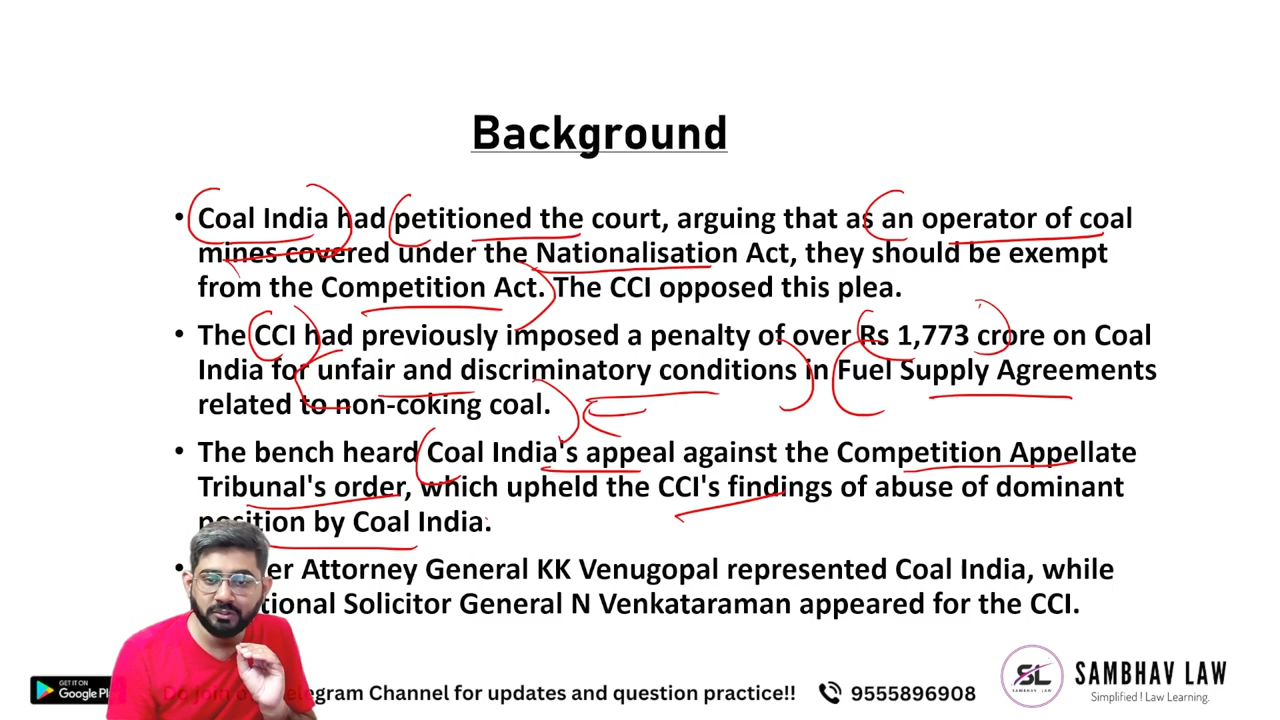 Background
• Coal India had petitioned the court, arguing that as an operator of coal
mines covered under the Nationalisation Act, they should be exempt
from the Competition Act. The CCI opposed this plea.
• The CCI had previously imposed a penalty of over Rs 1,773 crore on Coal
India for unfair and discriminatory conditions in Fuel Supply Agreements
related to non-coking coal.
• The bench heard Coal India's appeal against the Competition Appellate
Tribunal's order, which upheld the CCI's findings of abuse of dominant
position by Coal India.
• Attorney General KK Venugopal represented Coal India, while
Solicitor General N Venkataraman appeared for the CCI.
GET IT ON
Google
Channel for updates and question practice!!
9555896908
SL
SAMBHAV LAW
SAMBHAV LAW
Simplified ! Law Learning.